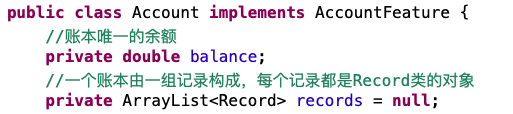 public class Account implements AccountFeature {
//账本唯一的余额
private double balance;
//一个账本由一组记录构成，每个记录都是Record类的对象
private ArrayList<Record> records = null;